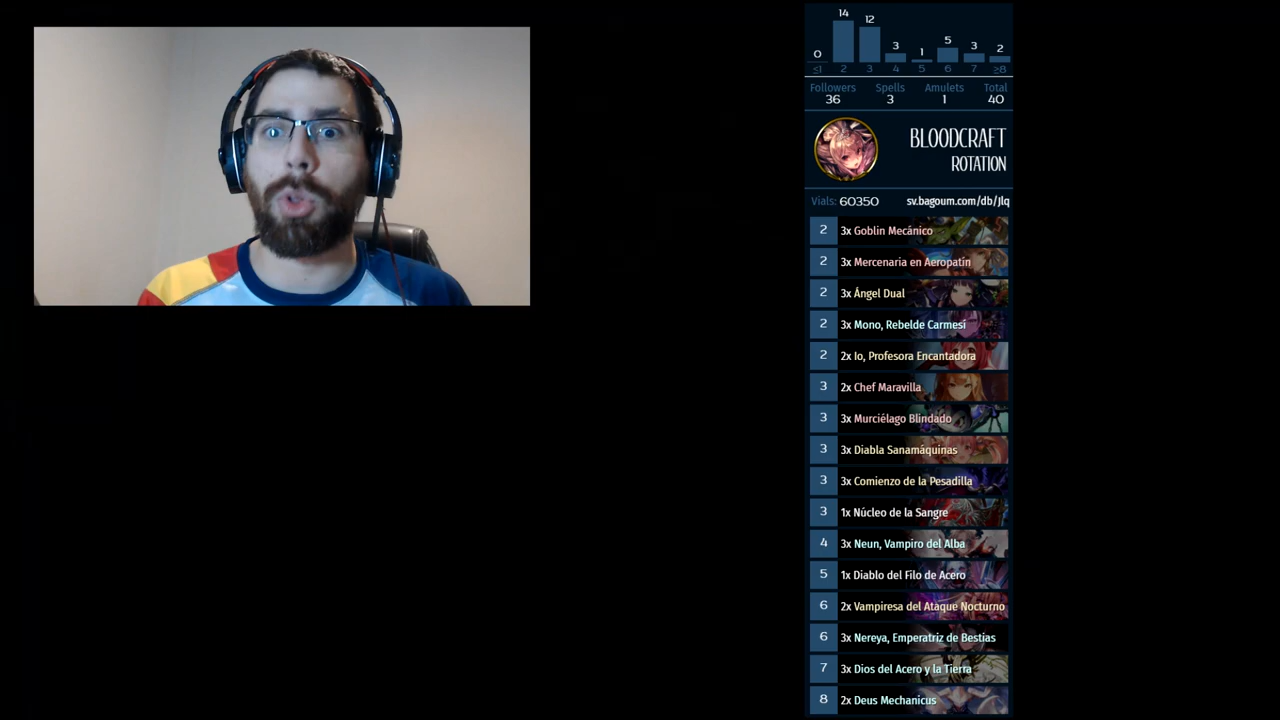 14
12
5
3
3
2
1
0
≤1 2 3 4 5 6 7 ≥8
Followers Spells Amulets Total
36 3 1 40
BLOODCRAFT
ROTATION
Vials: 60350 sv.bagoum.com/db/Jlq
2 3x Goblin Mecánico
2 3x Mercenaria en Aeropatín
2 3x Ángel Dual
2 3x Mono, Rebelde Carmesí
2 2x Io, Profesora Encantadora
3 2x Chef Maravilla
3 3x Murciélago Blindado
3 3x Diabla Sanamáquinas
3 3x Comienzo de la Pesadilla
3 1x Núcleo de la Sangre
4 3x Neun, Vampiro del Alba
5 1x Diablo del Filo de Acero
6 2x Vampiresa del Ataque Nocturno
6 3x Nereya, Emperatriz de Bestias
7 3x Dios del Acero y la Tierra
8 2x Deus Mechanicus